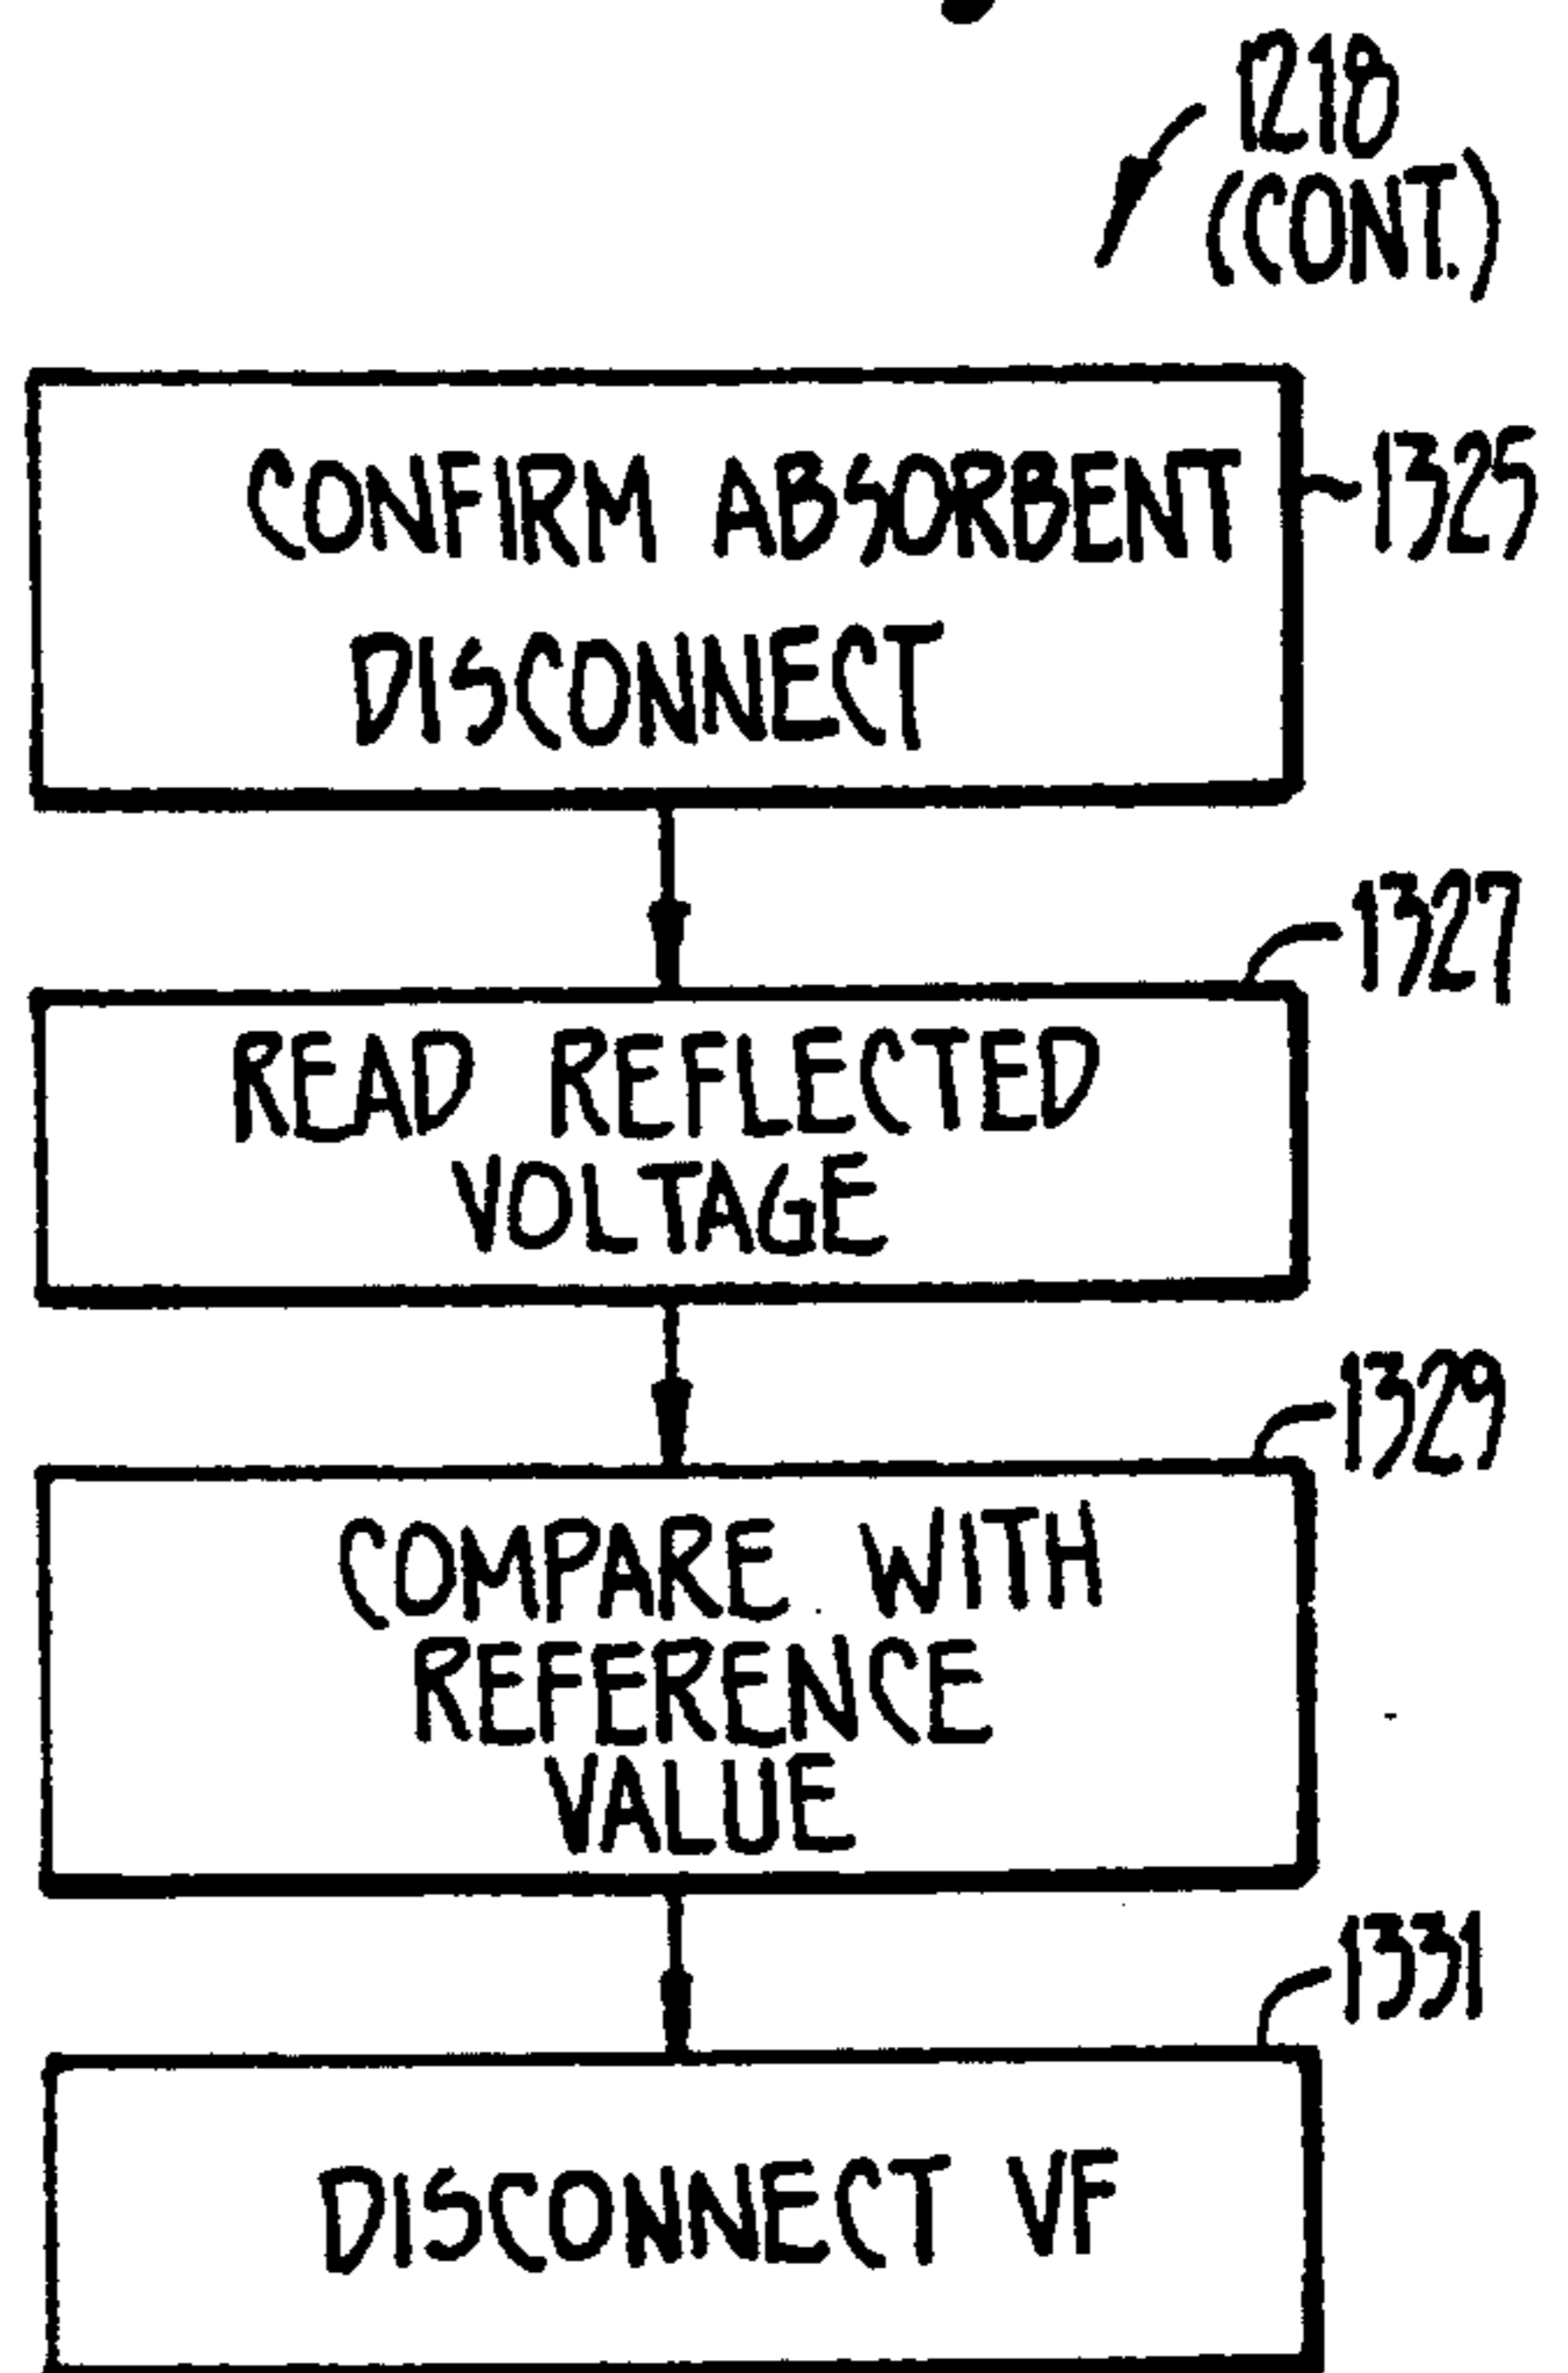 1218
(CONT.)
CONFIRM ABSORBENT
1325
DISCONNECT
1327
READ REFLECTED
VOLTAGE
1329
COMPARE WITH
REFERENCE
VALUE
1331
DISCONNECT VF